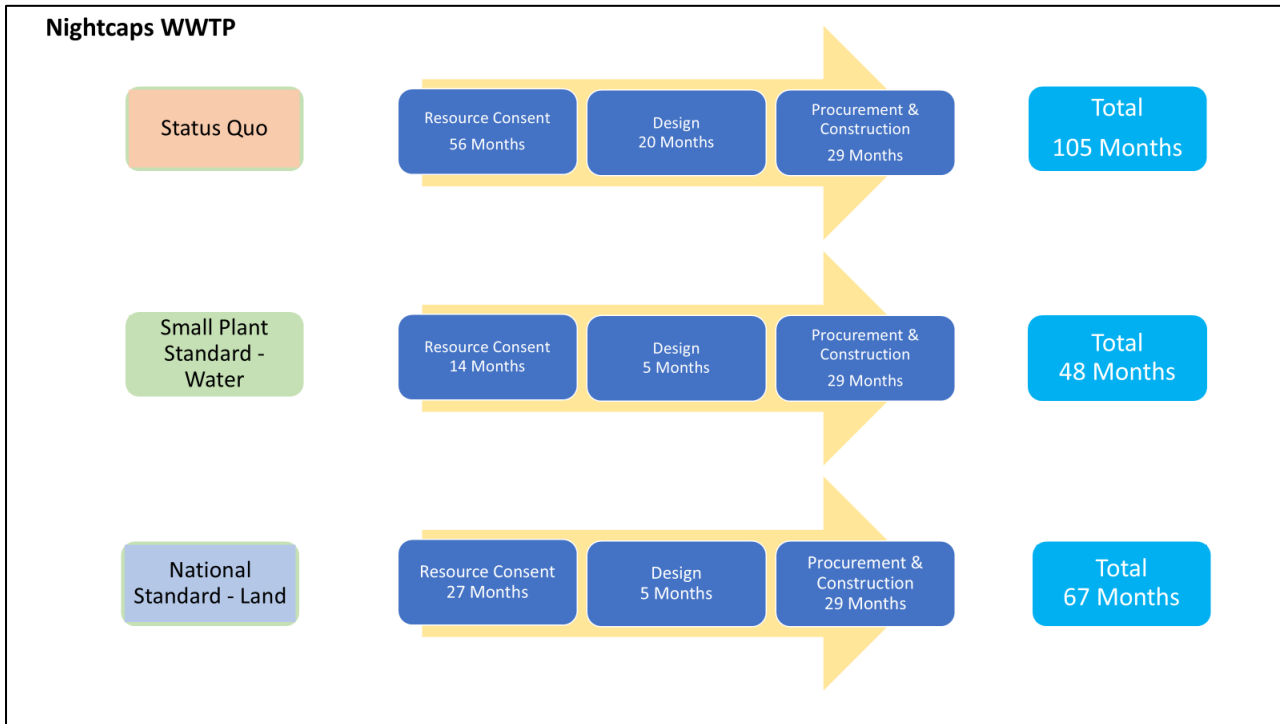 Nightcaps WWTP
Status Quo
Resource Consent
56 Months
Design
20 Months
Procurement &
Construction
29 Months
Total
105 Months
Small Plant
Standard -
Water
Resource Consent
14 Months
Design
5 Months
Procurement &
Construction
29 Months
Total
48 Months
National
Standard - Land
Resource Consent
27 Months
Design
5 Months
Procurement &
Construction
29 Months
Total
67 Months